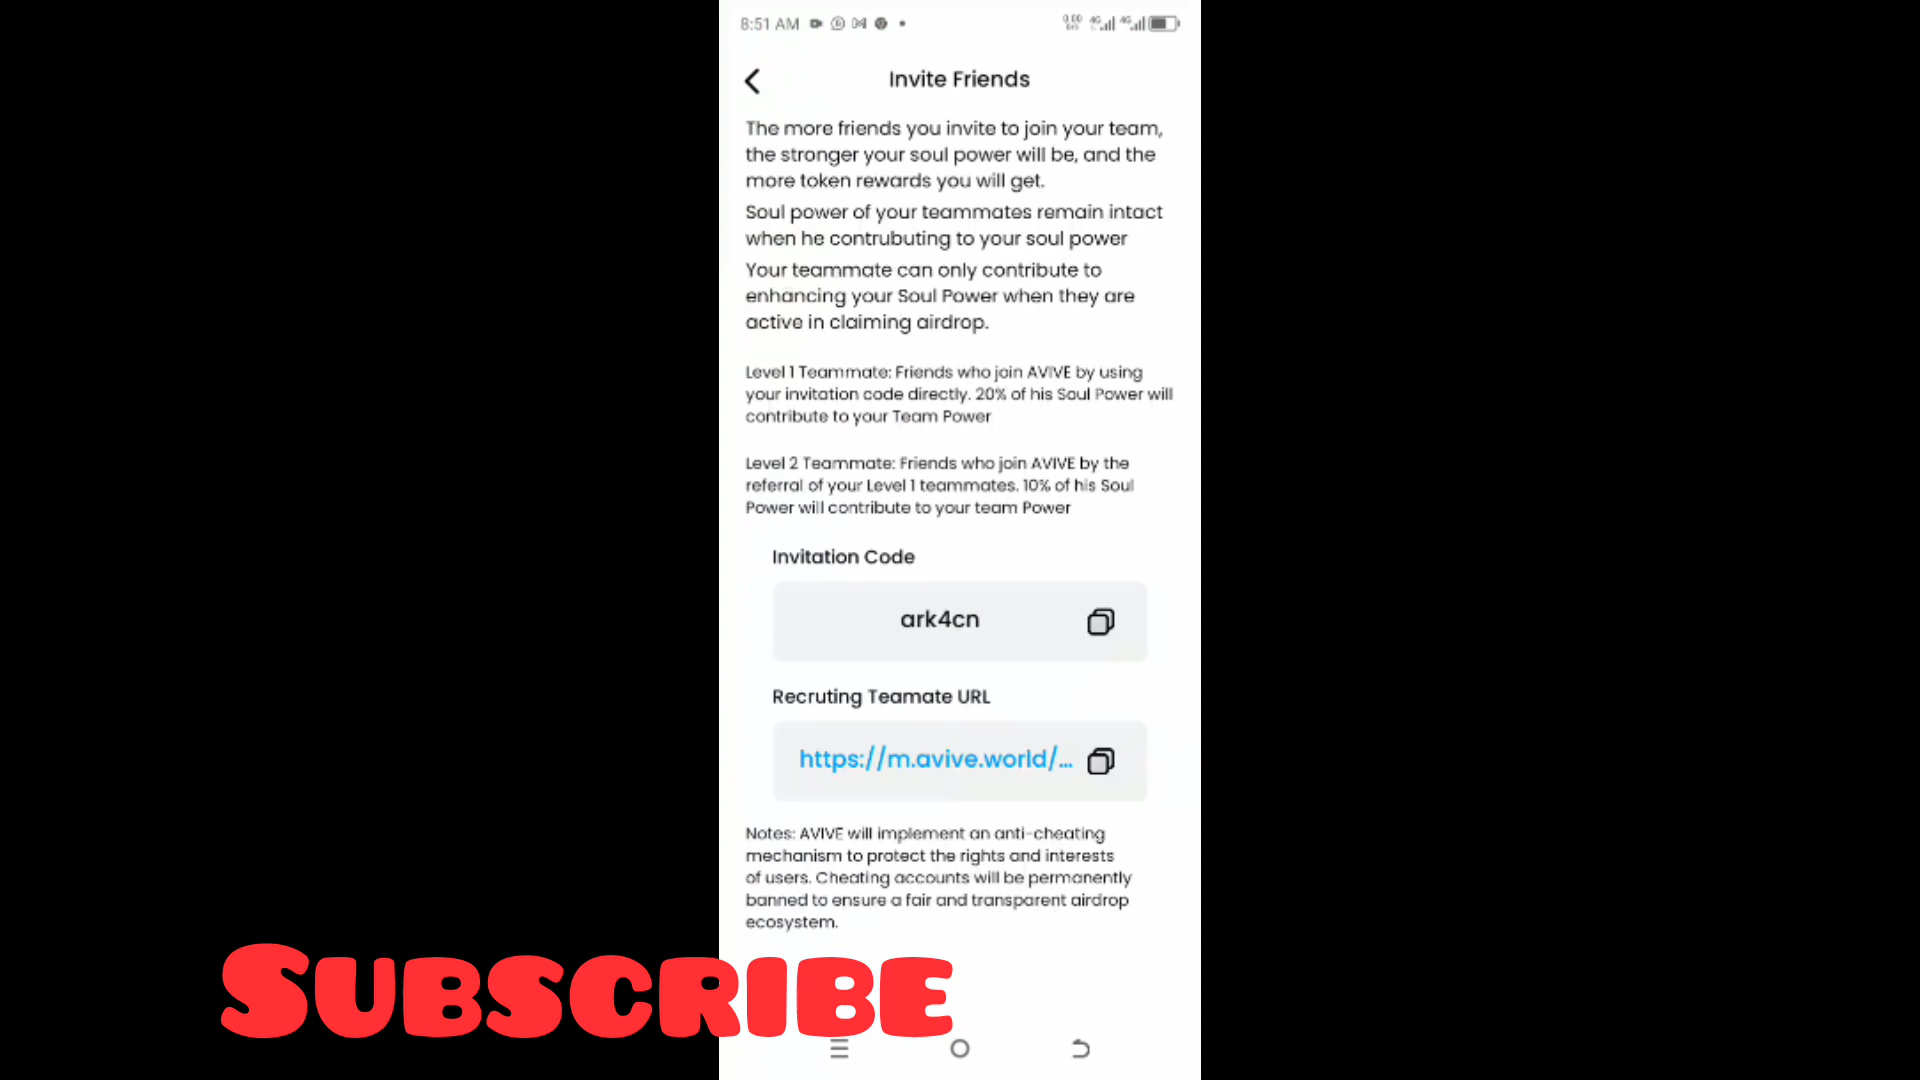 8:51 AM
0.00
4G 4G
Invite Friends
The more friends you invite to join your team,
the stronger your soul power will be, and the
more token rewards you will get.
Soul power of your teammates remain intact
when he contrubuting to your soul power
Your teammate can only contribute to
enhancing your Soul Power when they are
active in claiming airdrop.
Level 1 Teammate: Friends who join AVIVE by using
your invitation code directly. 20% of his Soul Power will
contribute to your Team Power
Level 2 Teammate: Friends who join AVIVE by the
referral of your Level 1 teammates. 10% of his Soul
Power will contribute to your team Power
Invitation Code
ark4cn
Recruting Teamate URL
https://m.avive.world/...
Notes: AVIVE will implement an anti-cheating
mechanism to protect the rights and interests
of users. Cheating accounts will be permanently
banned to ensure a fair and transparent airdrop
ecosystem.
SUBSCRIBE